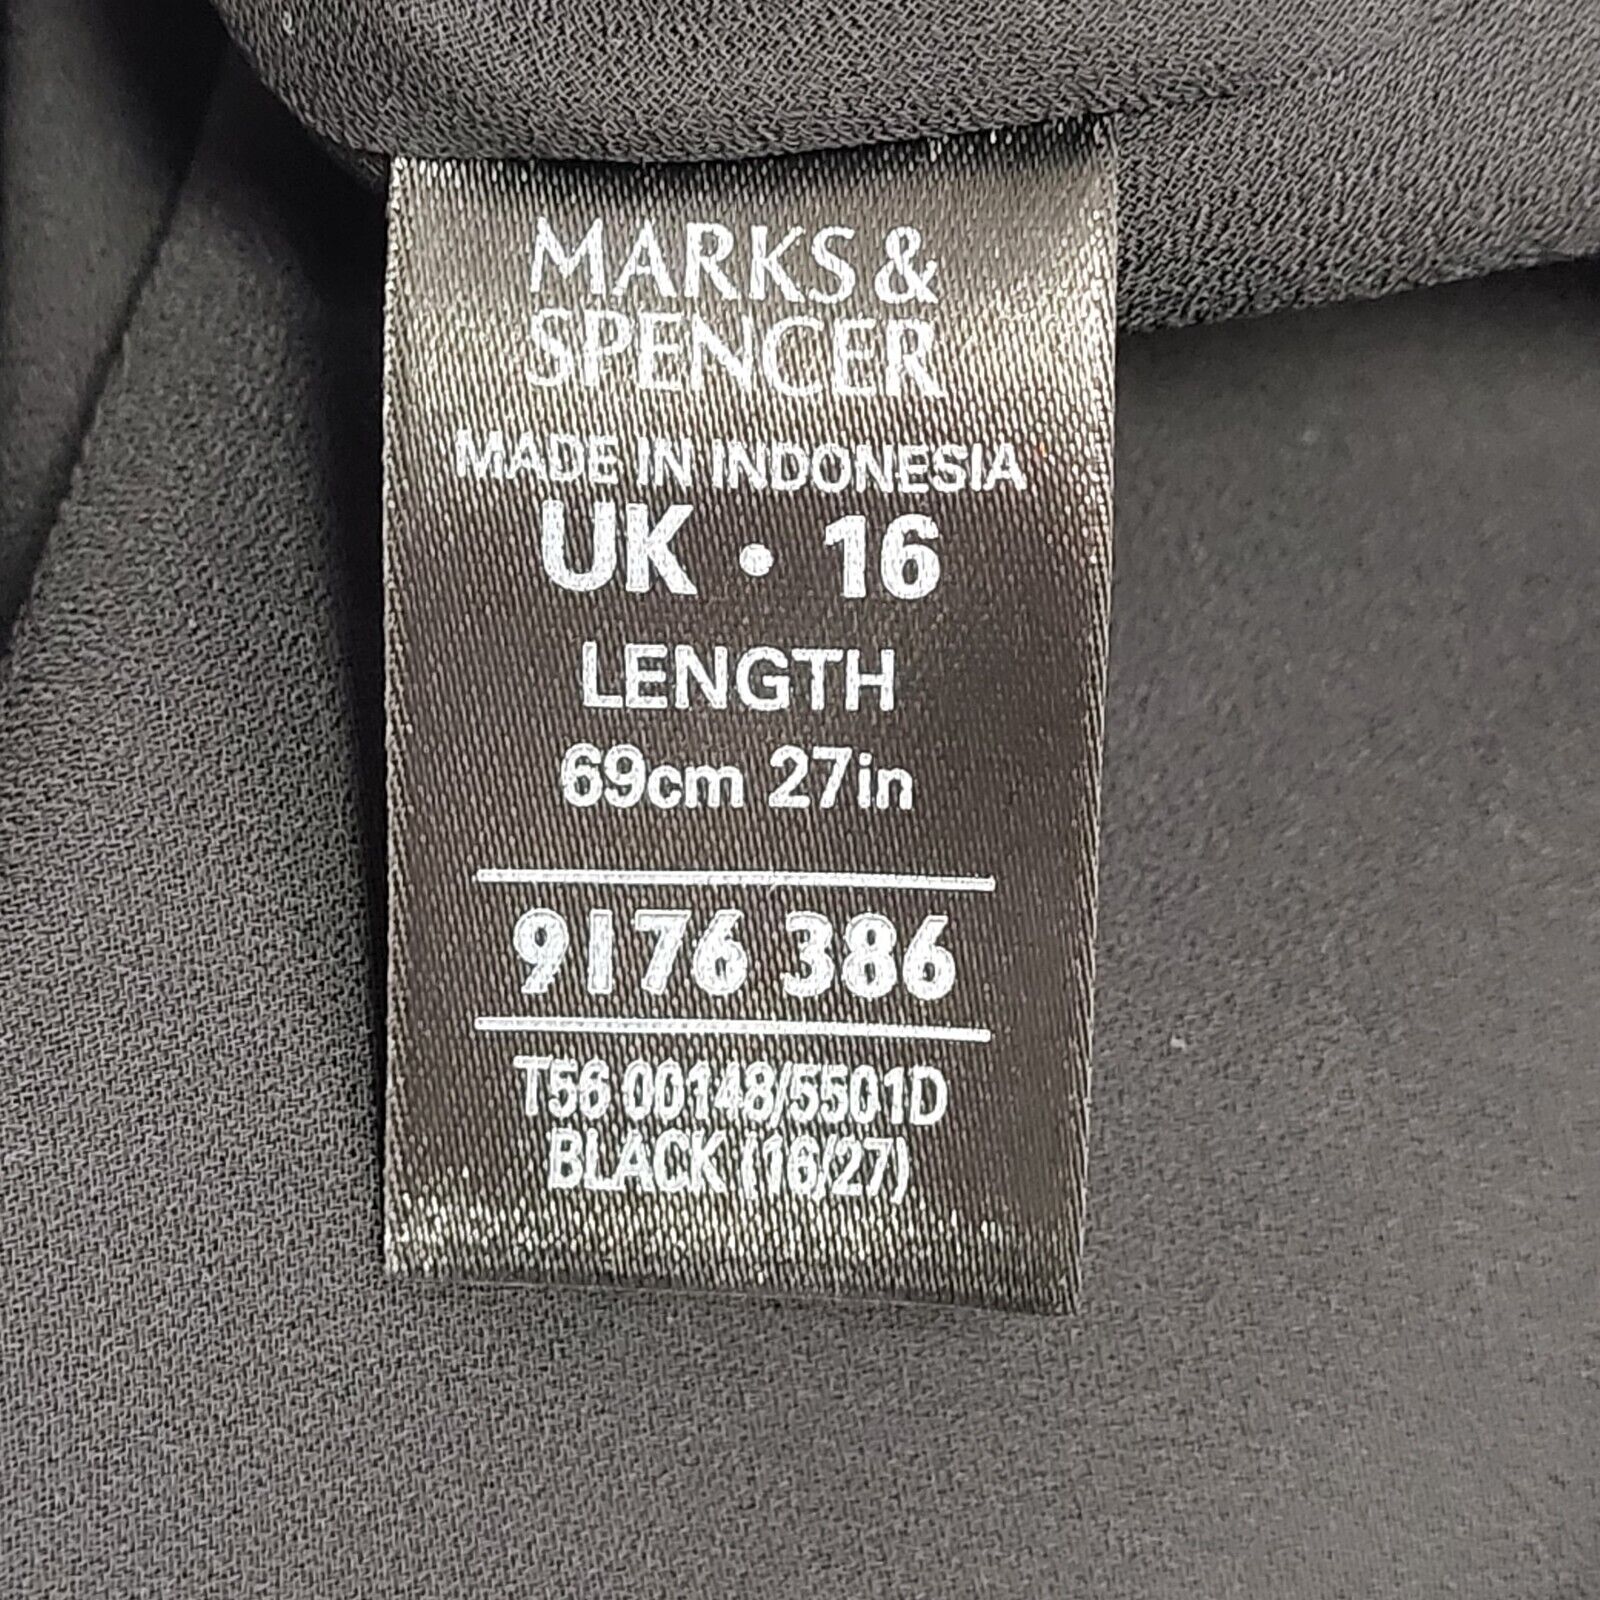 MARKS &
SPENCER
MADE IN INDONESIA
UK • 16
LENGTH
69cm 27in
9176 386
T56 00148/5501D
BLACK (16/27)